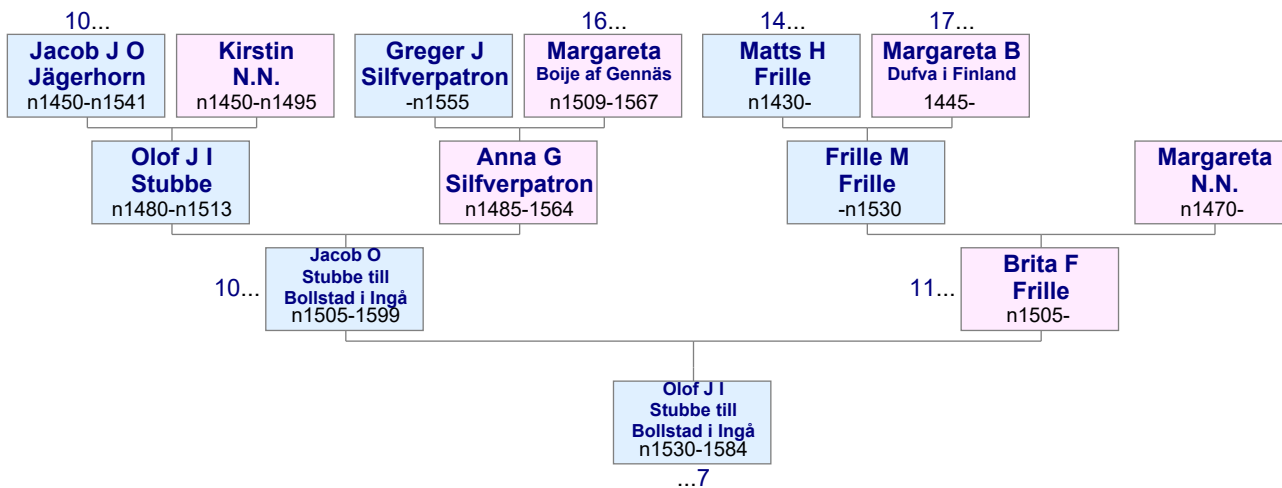 10...
16...
14...
17...
Jacob J O
Jägerhorn
n1450-n1541
Kirstin
N.N.
n1450-n1495
Greger J
Silfverpatron
-n1555
Margareta
Boije af Gennäs
n1509-1567
Matts H
Frille
n1430-
Margareta B
Dufva i Finland
1445-
Olof J I
Stubbe
n1480-n1513
Anna G
Silfverpatron
n1485-1564
Frille M
Frille
-n1530
Margareta
N.N.
n1470-
10...
Jacob O
Stubbe till
Bollstad i Ingå
n1505-1599
11...
Brita F
Frille
n1505-
Olof J I
Stubbe till
Bollstad i Ingå
n1530-1584
...7